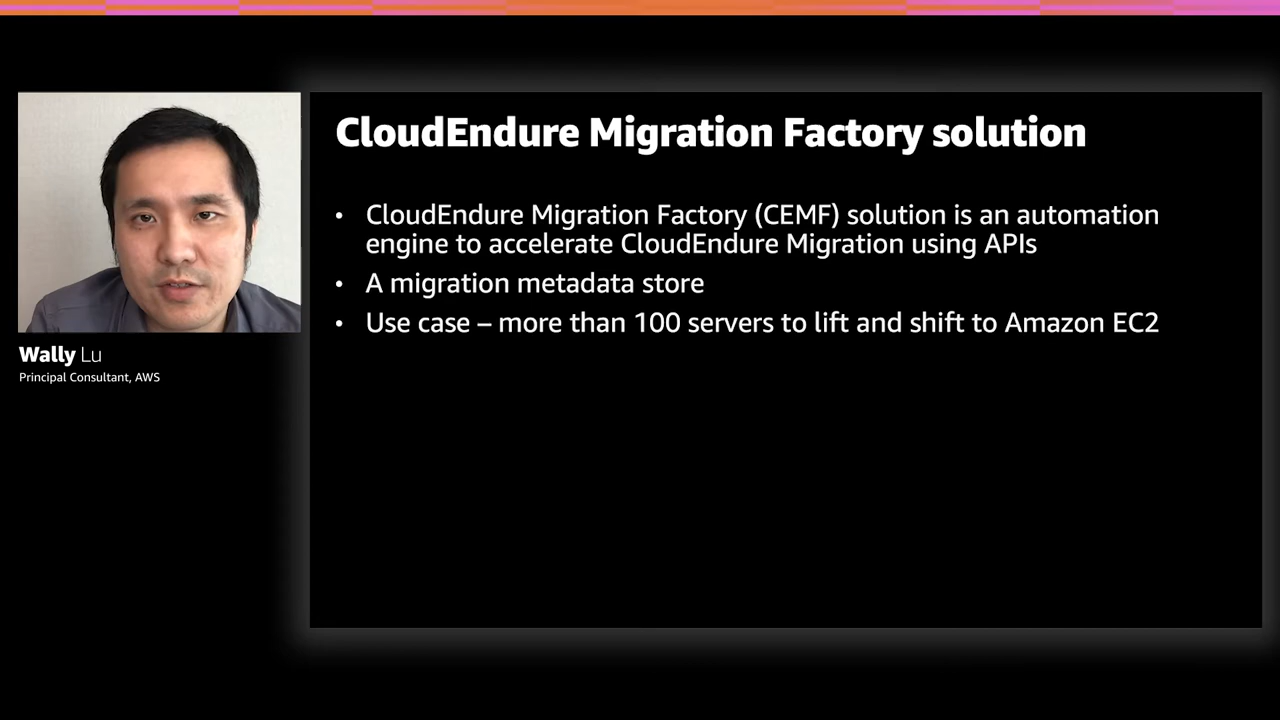 CloudEndure Migration Factory solution
• CloudEndure Migration Factory (CEMF) solution is an automation
engine to accelerate CloudEndure Migration using APIs
• A migration metadata store
• Use case – more than 100 servers to lift and shift to Amazon EC2
Wally Lu
Principal Consultant, AWS